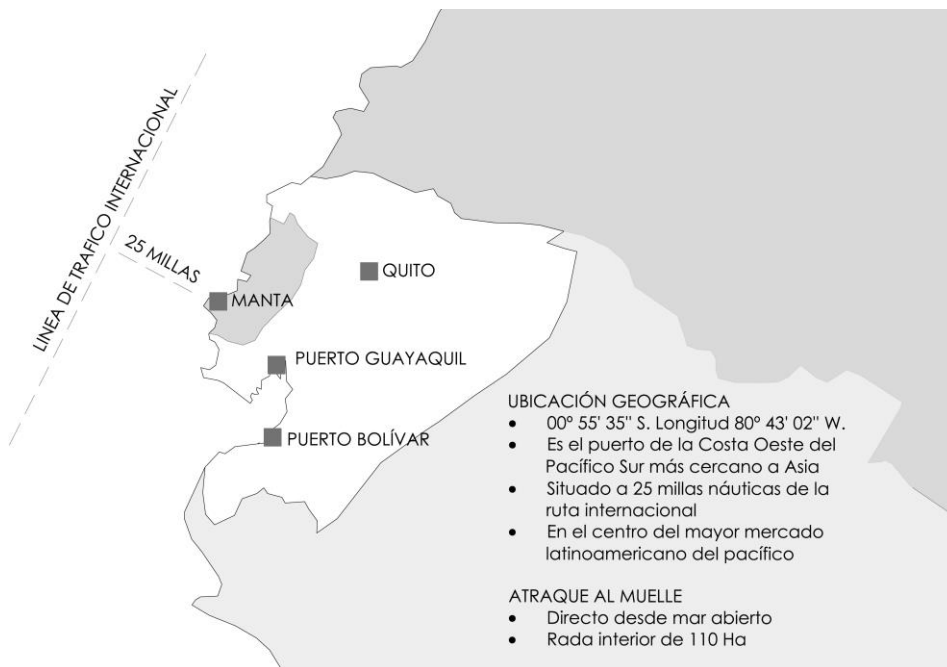 LINEA DE TRAFICO INTERNACIONAL
25 MILLAS
QUITO
MANTA
PUERTO GUAYAQUIL
PUERTO BOLÍVAR
UBICACIÓN GEOGRÁFICA
• 00º 55' 35" S. Longitud 80º 43' 02" W.
• Es el puerto de la Costa Oeste del
Pacífico Sur más cercano a Asia
• Situado a 25 millas náuticas de la
ruta internacional
• En el centro del mayor mercado
latinoamericano del pacífico
ATRAQUE AL MUELLE
• Directo desde mar abierto
• Rada interior de 110 Ha